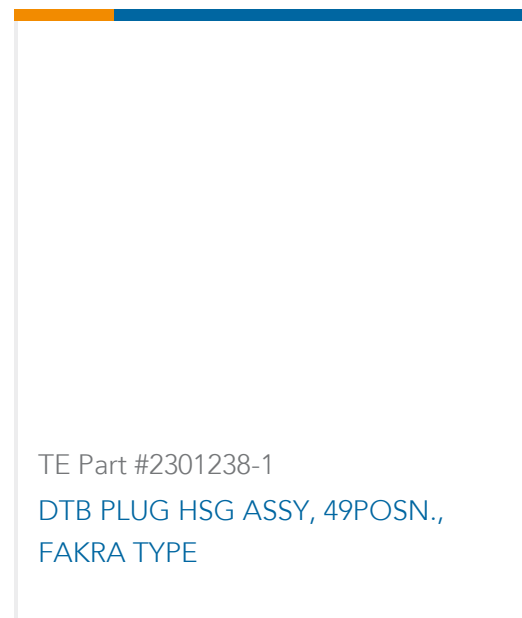 TE Part #2301238-1
DTB PLUG HSG ASSY, 49POSN.,
FAKRA TYPE